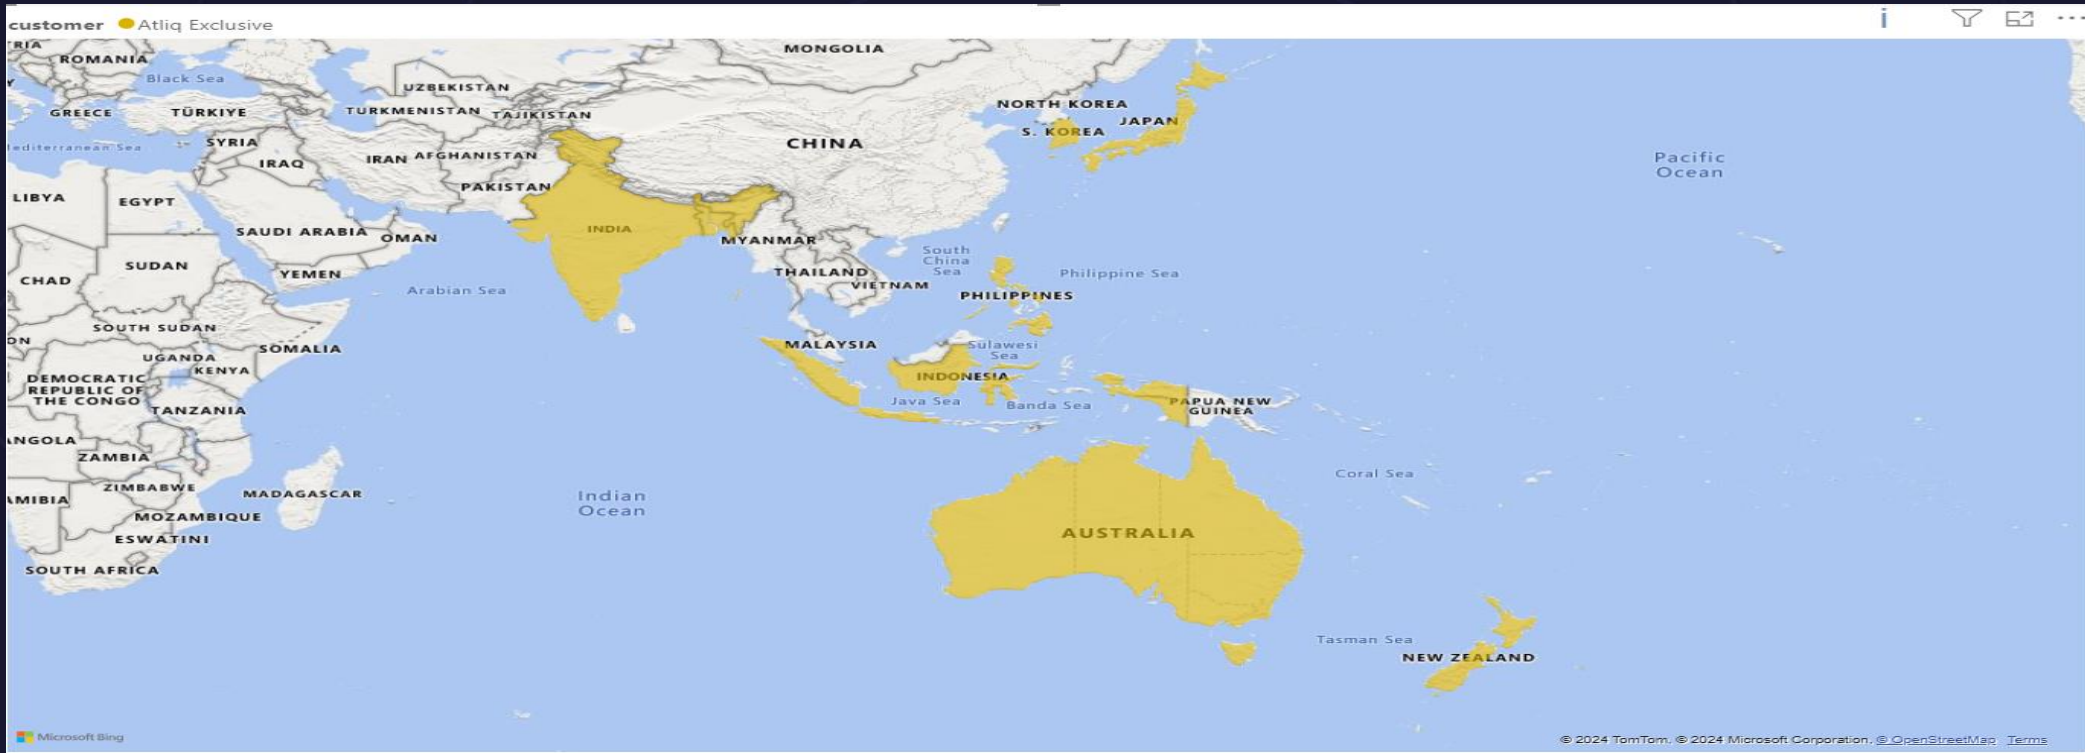 customer Atliq Exclusive
RIA
ROMANIA
MONGOLIA
Black Sea
UZBEKISTAN
GREECE
TÜRKIYE
TURKMENISTAN
TAJIKISTAN
NORTH KOREA
JAPAN
S. KOREA
SYRIA
CHINA
lediterranean Sea
IRAQ
IRAN
AFGHANISTAN
Pacific
Ocean
PAKISTAN
LIBYA
EGYPT
SAUDI ARABIA
OMAN
INDIA
MYANMAR
SUDAN
YEMEN
CHAD
Arabian Sea
THAILAND
VIETNAM
South
China
Sea
Philippine Sea
PHILIPPINES
SOUTH SUDAN
ON
SOMALIA
UGANDA
KENYA
MALAYSIA
Sulawesi
Sea
DEMOCRATIC
REPUBLIC OF
THE CONGO
INDONESIA
TANZANIA
Java Sea
Banda Sea
PAPUA NEW
GUINEA
ANGOLA
ZAMBIA
ZIMBABWE
MADAGASCAR
AMIBIA
MOZAMBIQUE
Indian
Ocean
Coral Sea
ESWATINI
AUSTRALIA
SOUTH AFRICA
Tasman Sea
NEW ZEALAND
Microsoft Bing
© 2024 TomTom, © 2024 Microsoft Corporation, © OpenStreetMap Terms